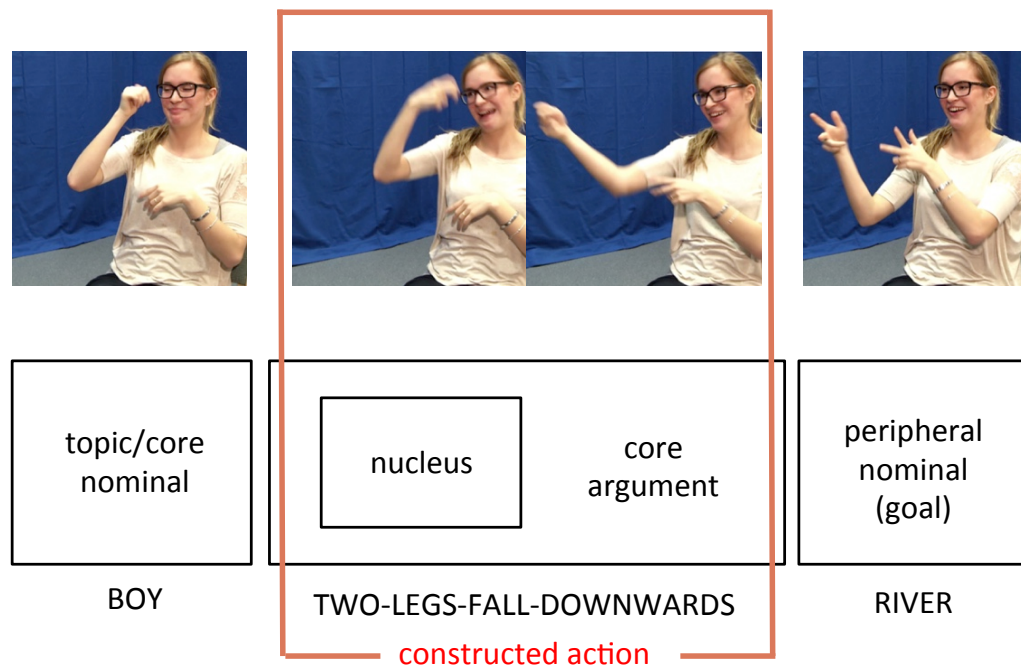 topic/core
nominal
nucleus
core
argument
peripheral
nominal
(goal)
BOY
TWO-LEGS-FALL-DOWNWARDS
RIVER
constructed action